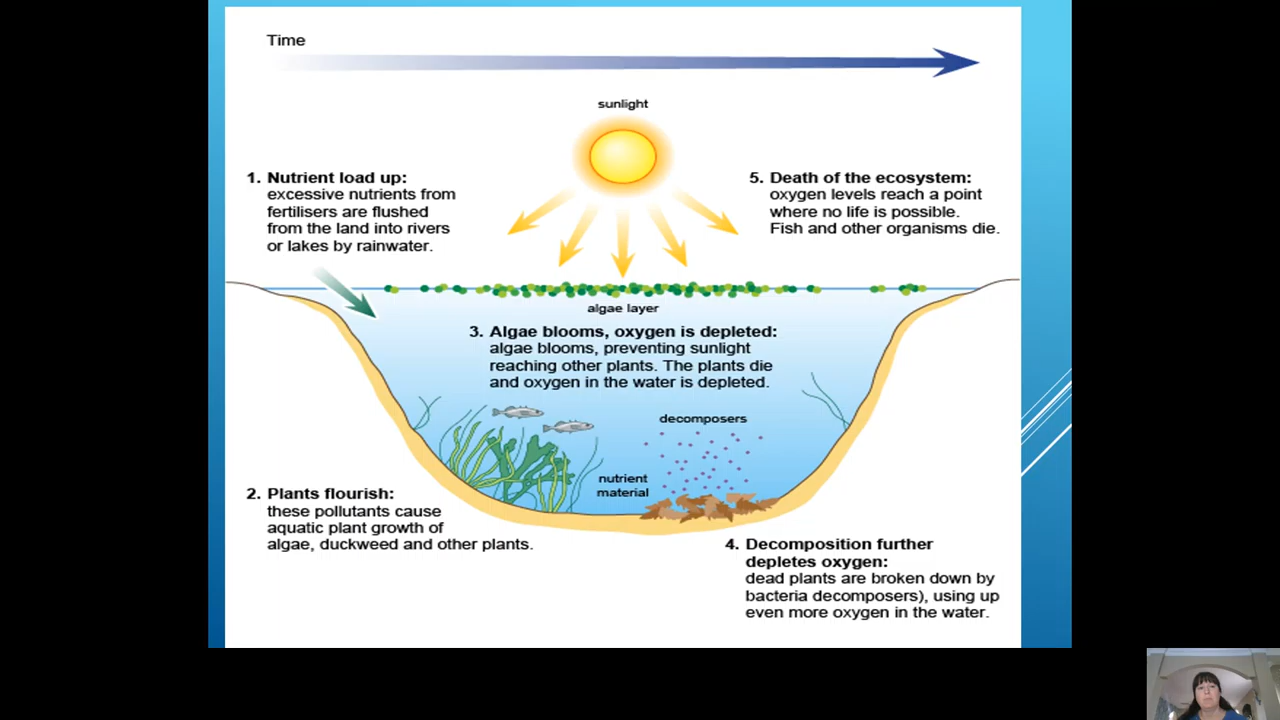 Time
sunlight
1. Nutrient load up:
excessive nutrients from
fertilisers are flushed
from the land into rivers
or lakes by rainwater.
5. Death of the ecosystem:
oxygen levels reach a point
where no life is possible.
Fish and other organisms die.
algae layer
3. Algae blooms, oxygen is depleted:
algae blooms, preventing sunlight
reaching other plants. The plants die
and oxygen in the water is depleted.
decomposers
nutrient
material
2. Plants flourish:
these pollutants cause
aquatic plant growth of
algae, duckweed and other plants.
4. Decomposition further
depletes oxygen:
dead plants are broken down by
bacteria decomposers), using up
even more oxygen in the water.